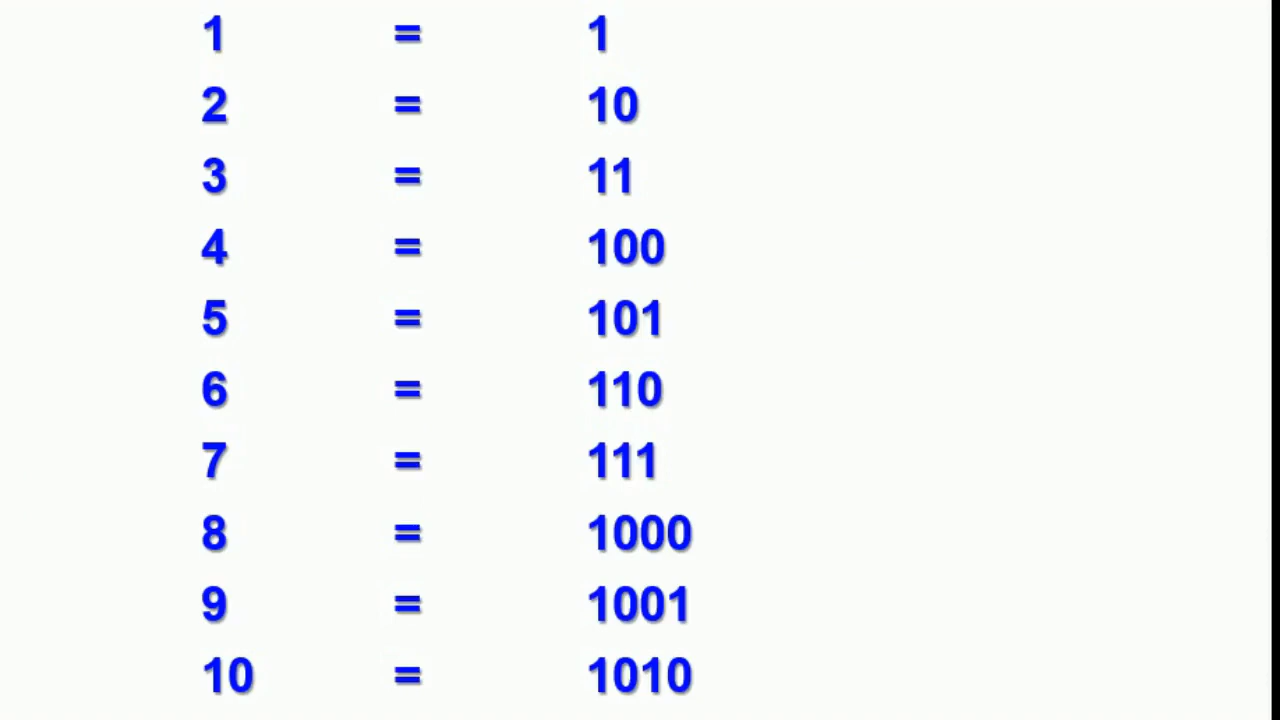 1 = 1
2 = 10
3 = 11
4 = 100
5 = 101
6 = 110
7 = 111
8 = 1000
9 = 1001
10 = 1010